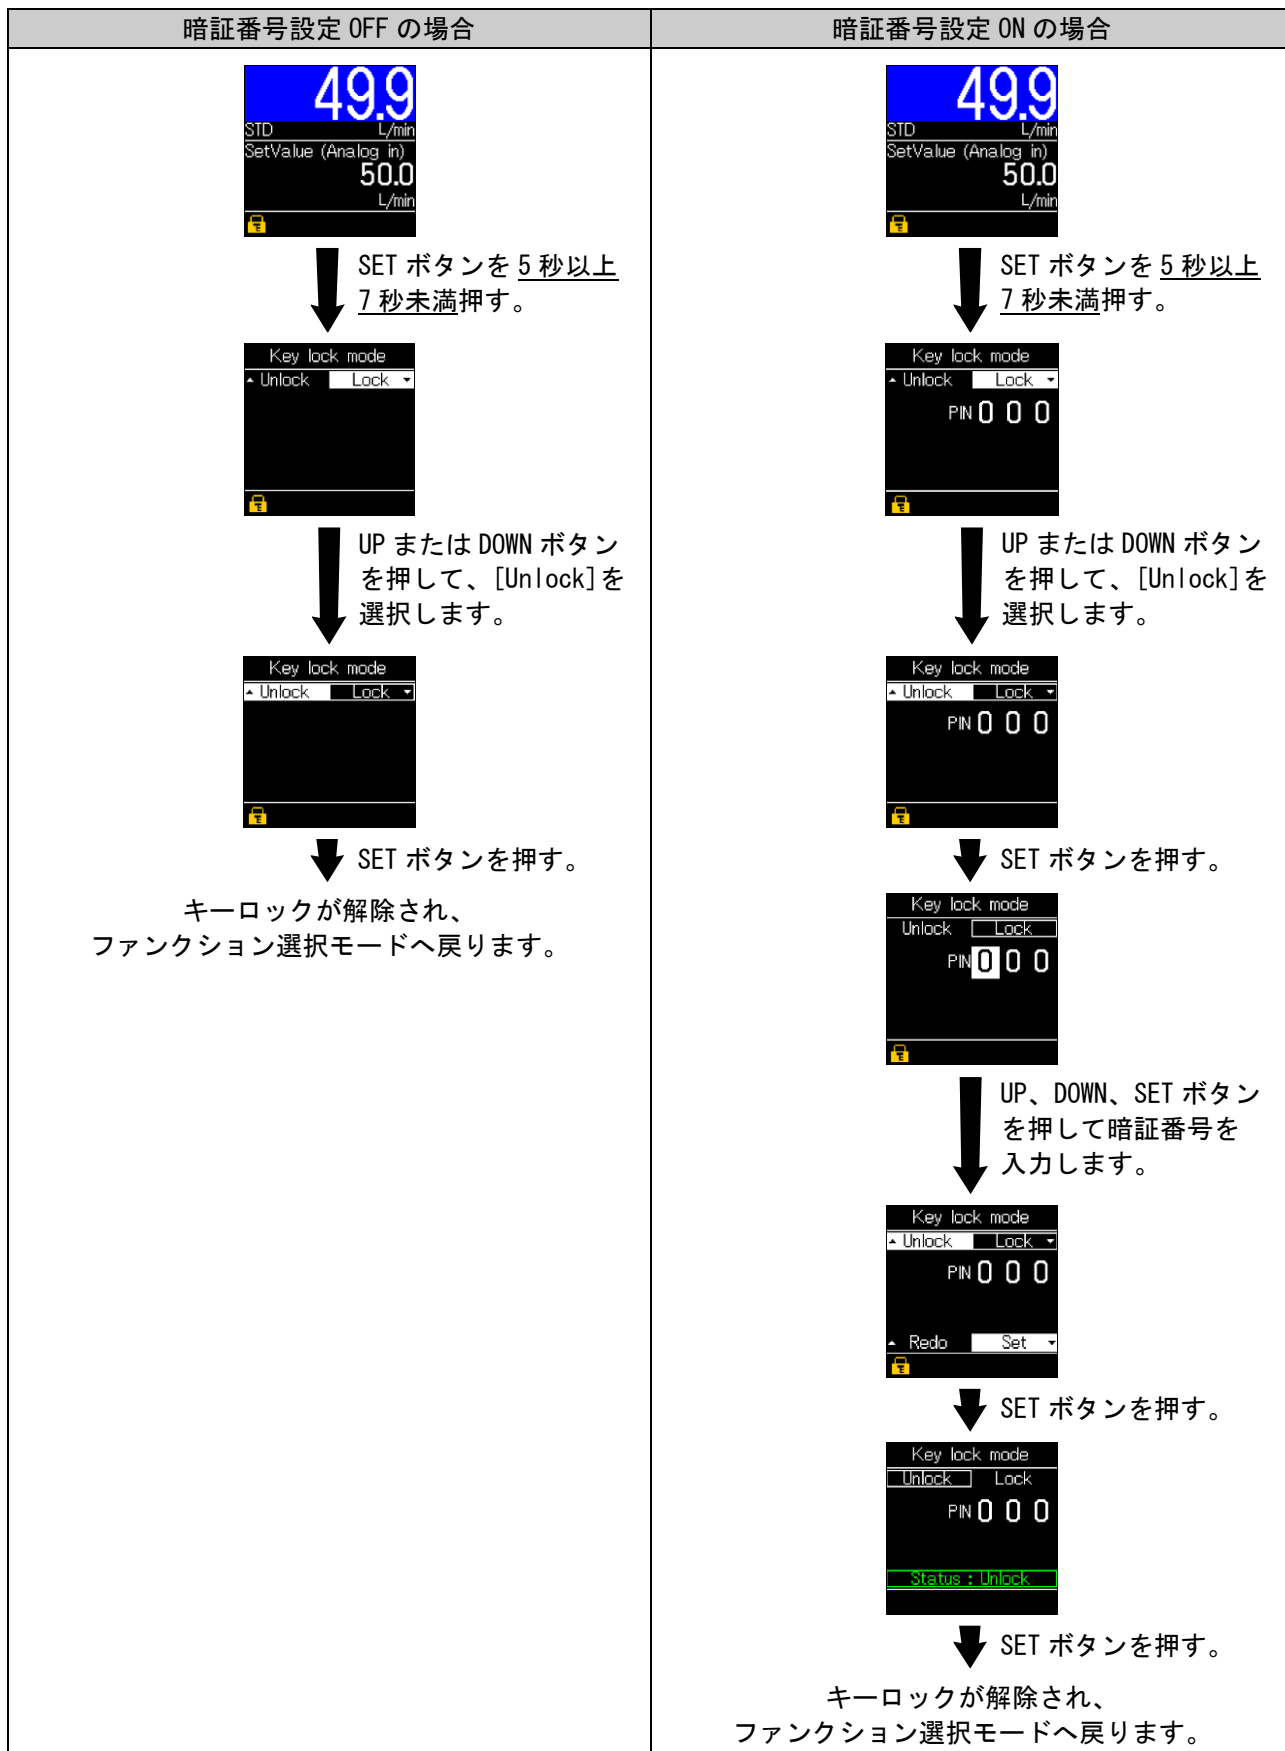 暗証番号設定 OFF の場合
49.9
STD L/min
SetValue (Analog in)
50.0
L/min
SET ボタンを 5 秒以上
7 秒未満押す。
Key lock mode
Unlock Lock
UP または DOWN ボタン
を押して、[Unlock]を
選択します。
Key lock mode
Unlock Lock
SET ボタンを押す。
キーロックが解除され、
ファンクション選択モードへ戻ります。
暗証番号設定 ON の場合
49.9
STD L/min
SetValue (Analog in)
50.0
L/min
SET ボタンを 5 秒以上
7 秒未満押す。
Key lock mode
Unlock Lock
PIN 0 0 0
UP または DOWN ボタン
を押して、[Unlock]を
選択します。
Key lock mode
Unlock Lock
PIN 0 0 0
SET ボタンを押す。
Key lock mode
Unlock Lock
PIN 0 0 0
UP、DOWN、SET ボタン
を押して暗証番号を
入力します。
Key lock mode
Unlock Lock
PIN 0 0 0
Redo Set
SET ボタンを押す。
Key lock mode
Unlock Lock
PIN 0 0 0
Status : Unlock
SET ボタンを押す。
キーロックが解除され、
ファンクション選択モードへ戻ります。